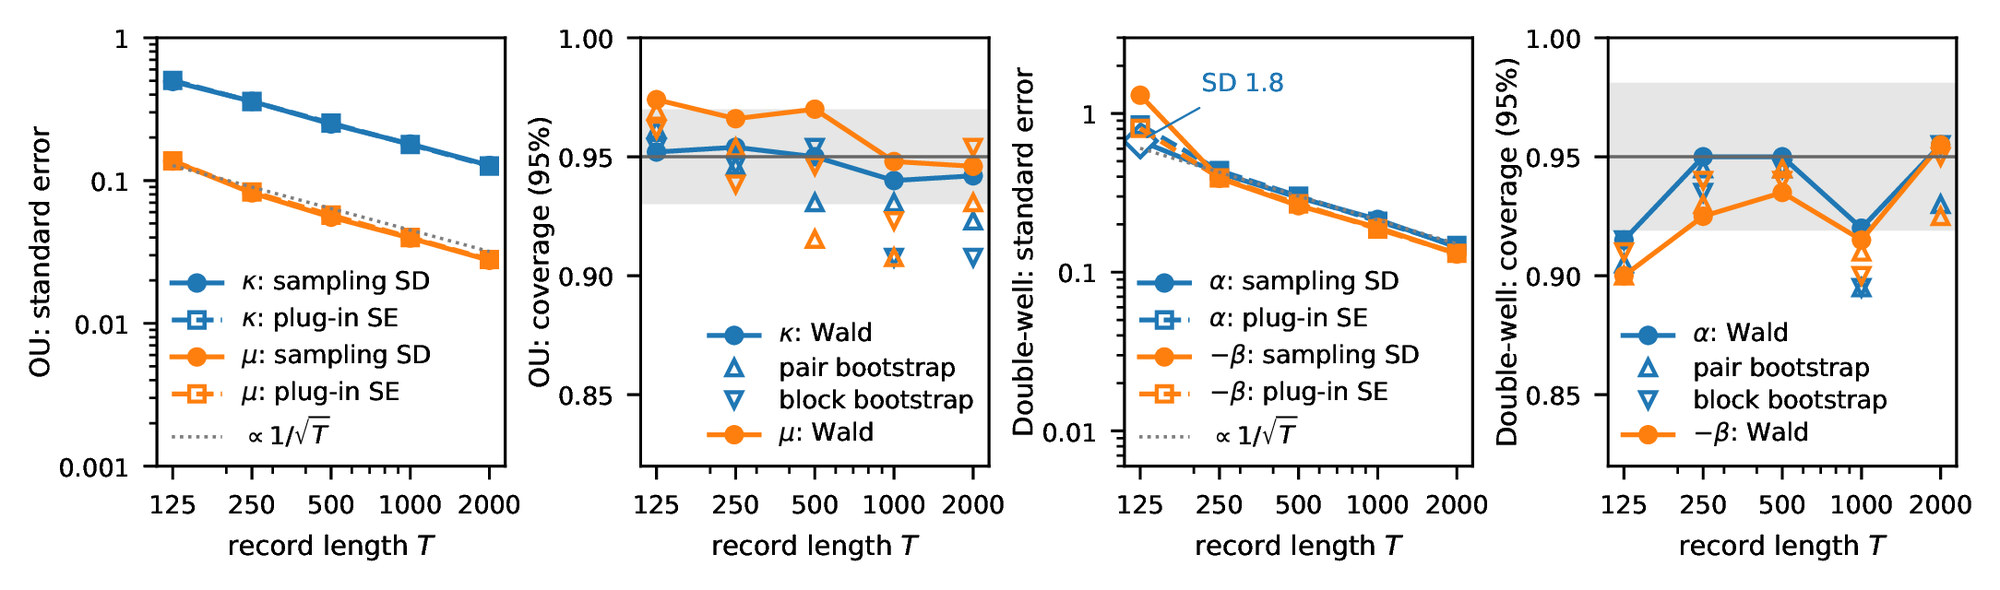 OU: standard error
1
0.1
0.01
0.001
κ: sampling SD
κ: plug-in SE
μ: sampling SD
μ: plug-in SE
∝ 1/√T
125 250 500 1000 2000
record length T
OU: coverage (95%)
1.00
0.95
0.90
0.85
κ: Wald
pair bootstrap
block bootstrap
μ: Wald
125 250 500 1000 2000
record length T
Double-well: standard error
1
0.1
0.01
SD 1.8
α: sampling SD
α: plug-in SE
−β: sampling SD
−β: plug-in SE
∝ 1/√T
125 250 500 1000 2000
record length T
Double-well: coverage (95%)
1.00
0.95
0.90
0.85
α: Wald
pair bootstrap
block bootstrap
−β: Wald
125 250 500 1000 2000
record length T